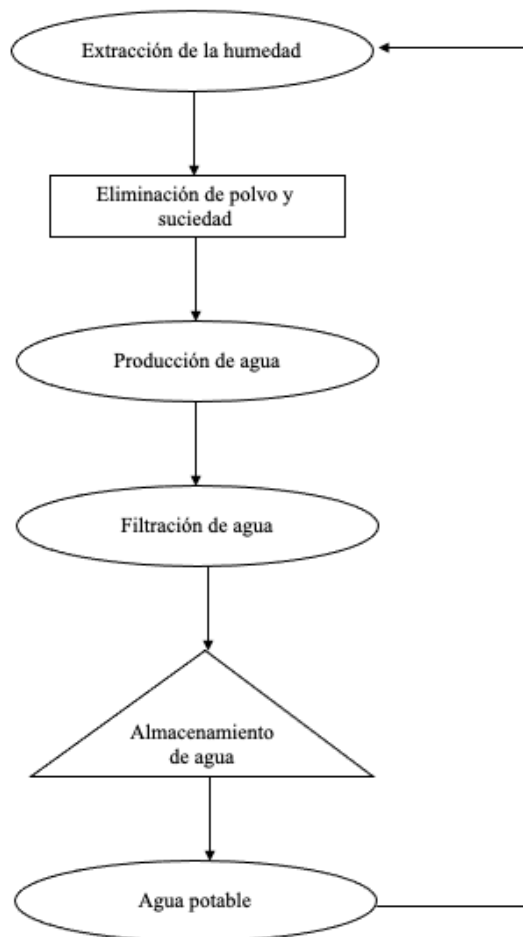 Extracción de la humedad
Eliminación de polvo y
suciedad
Producción de agua
Filtración de agua
Almacenamiento
de agua
Agua potable